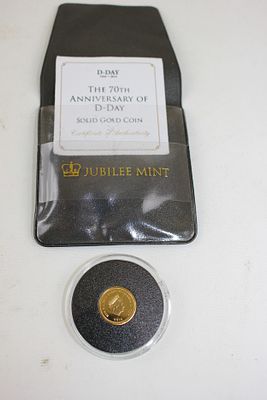 D-DAY
THE 70TH
ANNIVERSARY OF
D-DAY
SOLID GOLD COIN
Certificate of Authenticity
JUBILEE MINT